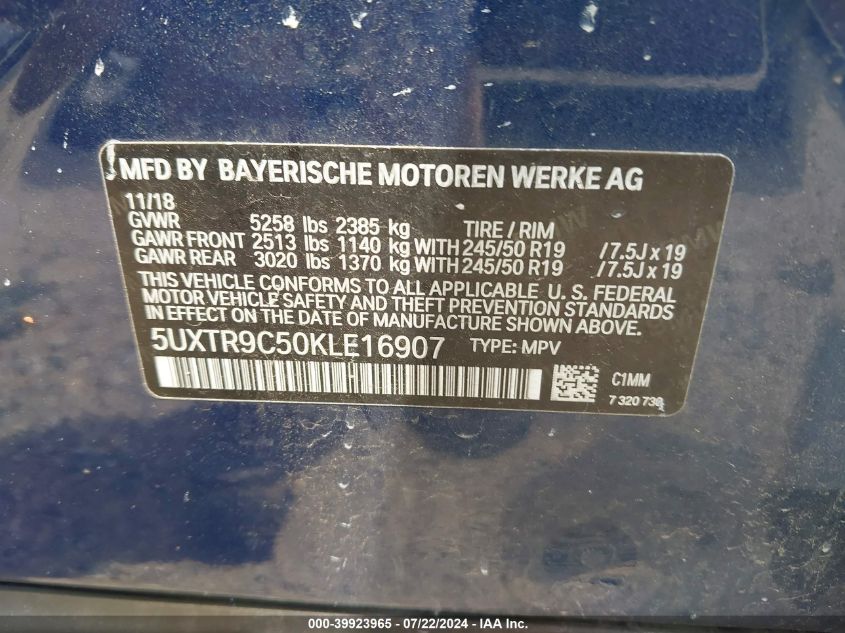 MFD BY BAYERISCHE MOTOREN WERKE AG
11/18
GVWR 5258 lbs 2385 kg TIRE / RIM
GAWR FRONT 2513 lbs 1140 kg WITH 245/50 R19 / 7.5J x 19
GAWR REAR 3020 lbs 1370 kg WITH 245/50 R19 / 7.5J x 19
THIS VEHICLE CONFORMS TO ALL APPLICABLE U. S. FEDERAL
MOTOR VEHICLE SAFETY AND THEFT PREVENTION STANDARDS
IN EFFECT ON THE DATE OF MANUFACTURE SHOWN ABOVE.
5UXTR9C50KLE16907 TYPE: MPV
C1MM
7 320 730
000-39923965 - 07/22/2024 - IAA Inc.